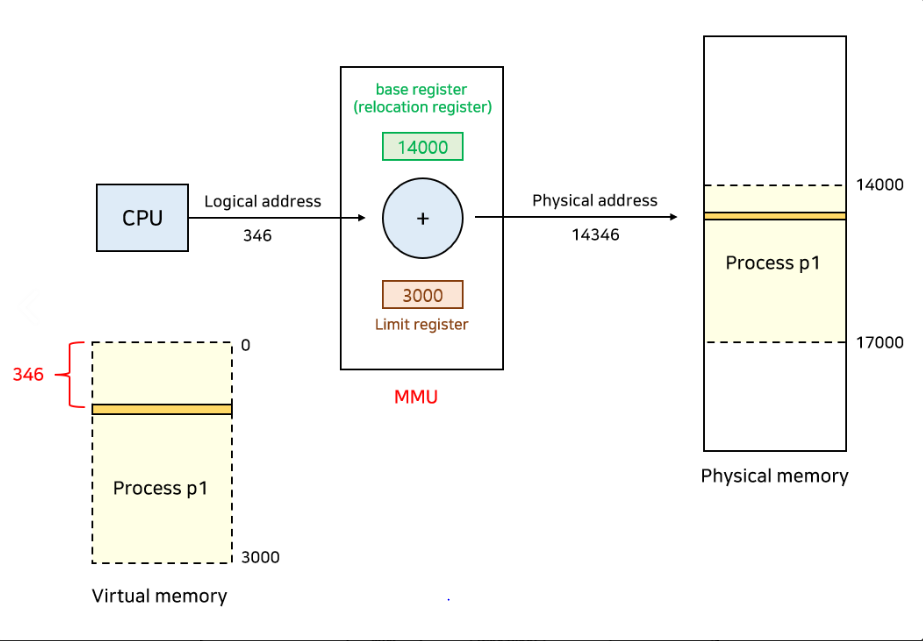 base register
(relocation register)
14000
CPU
Logical address
346
+
Physical address
14346
3000
Limit register
MMU
14000
Process p1
17000
Physical memory
346
0
Process p1
3000
Virtual memory